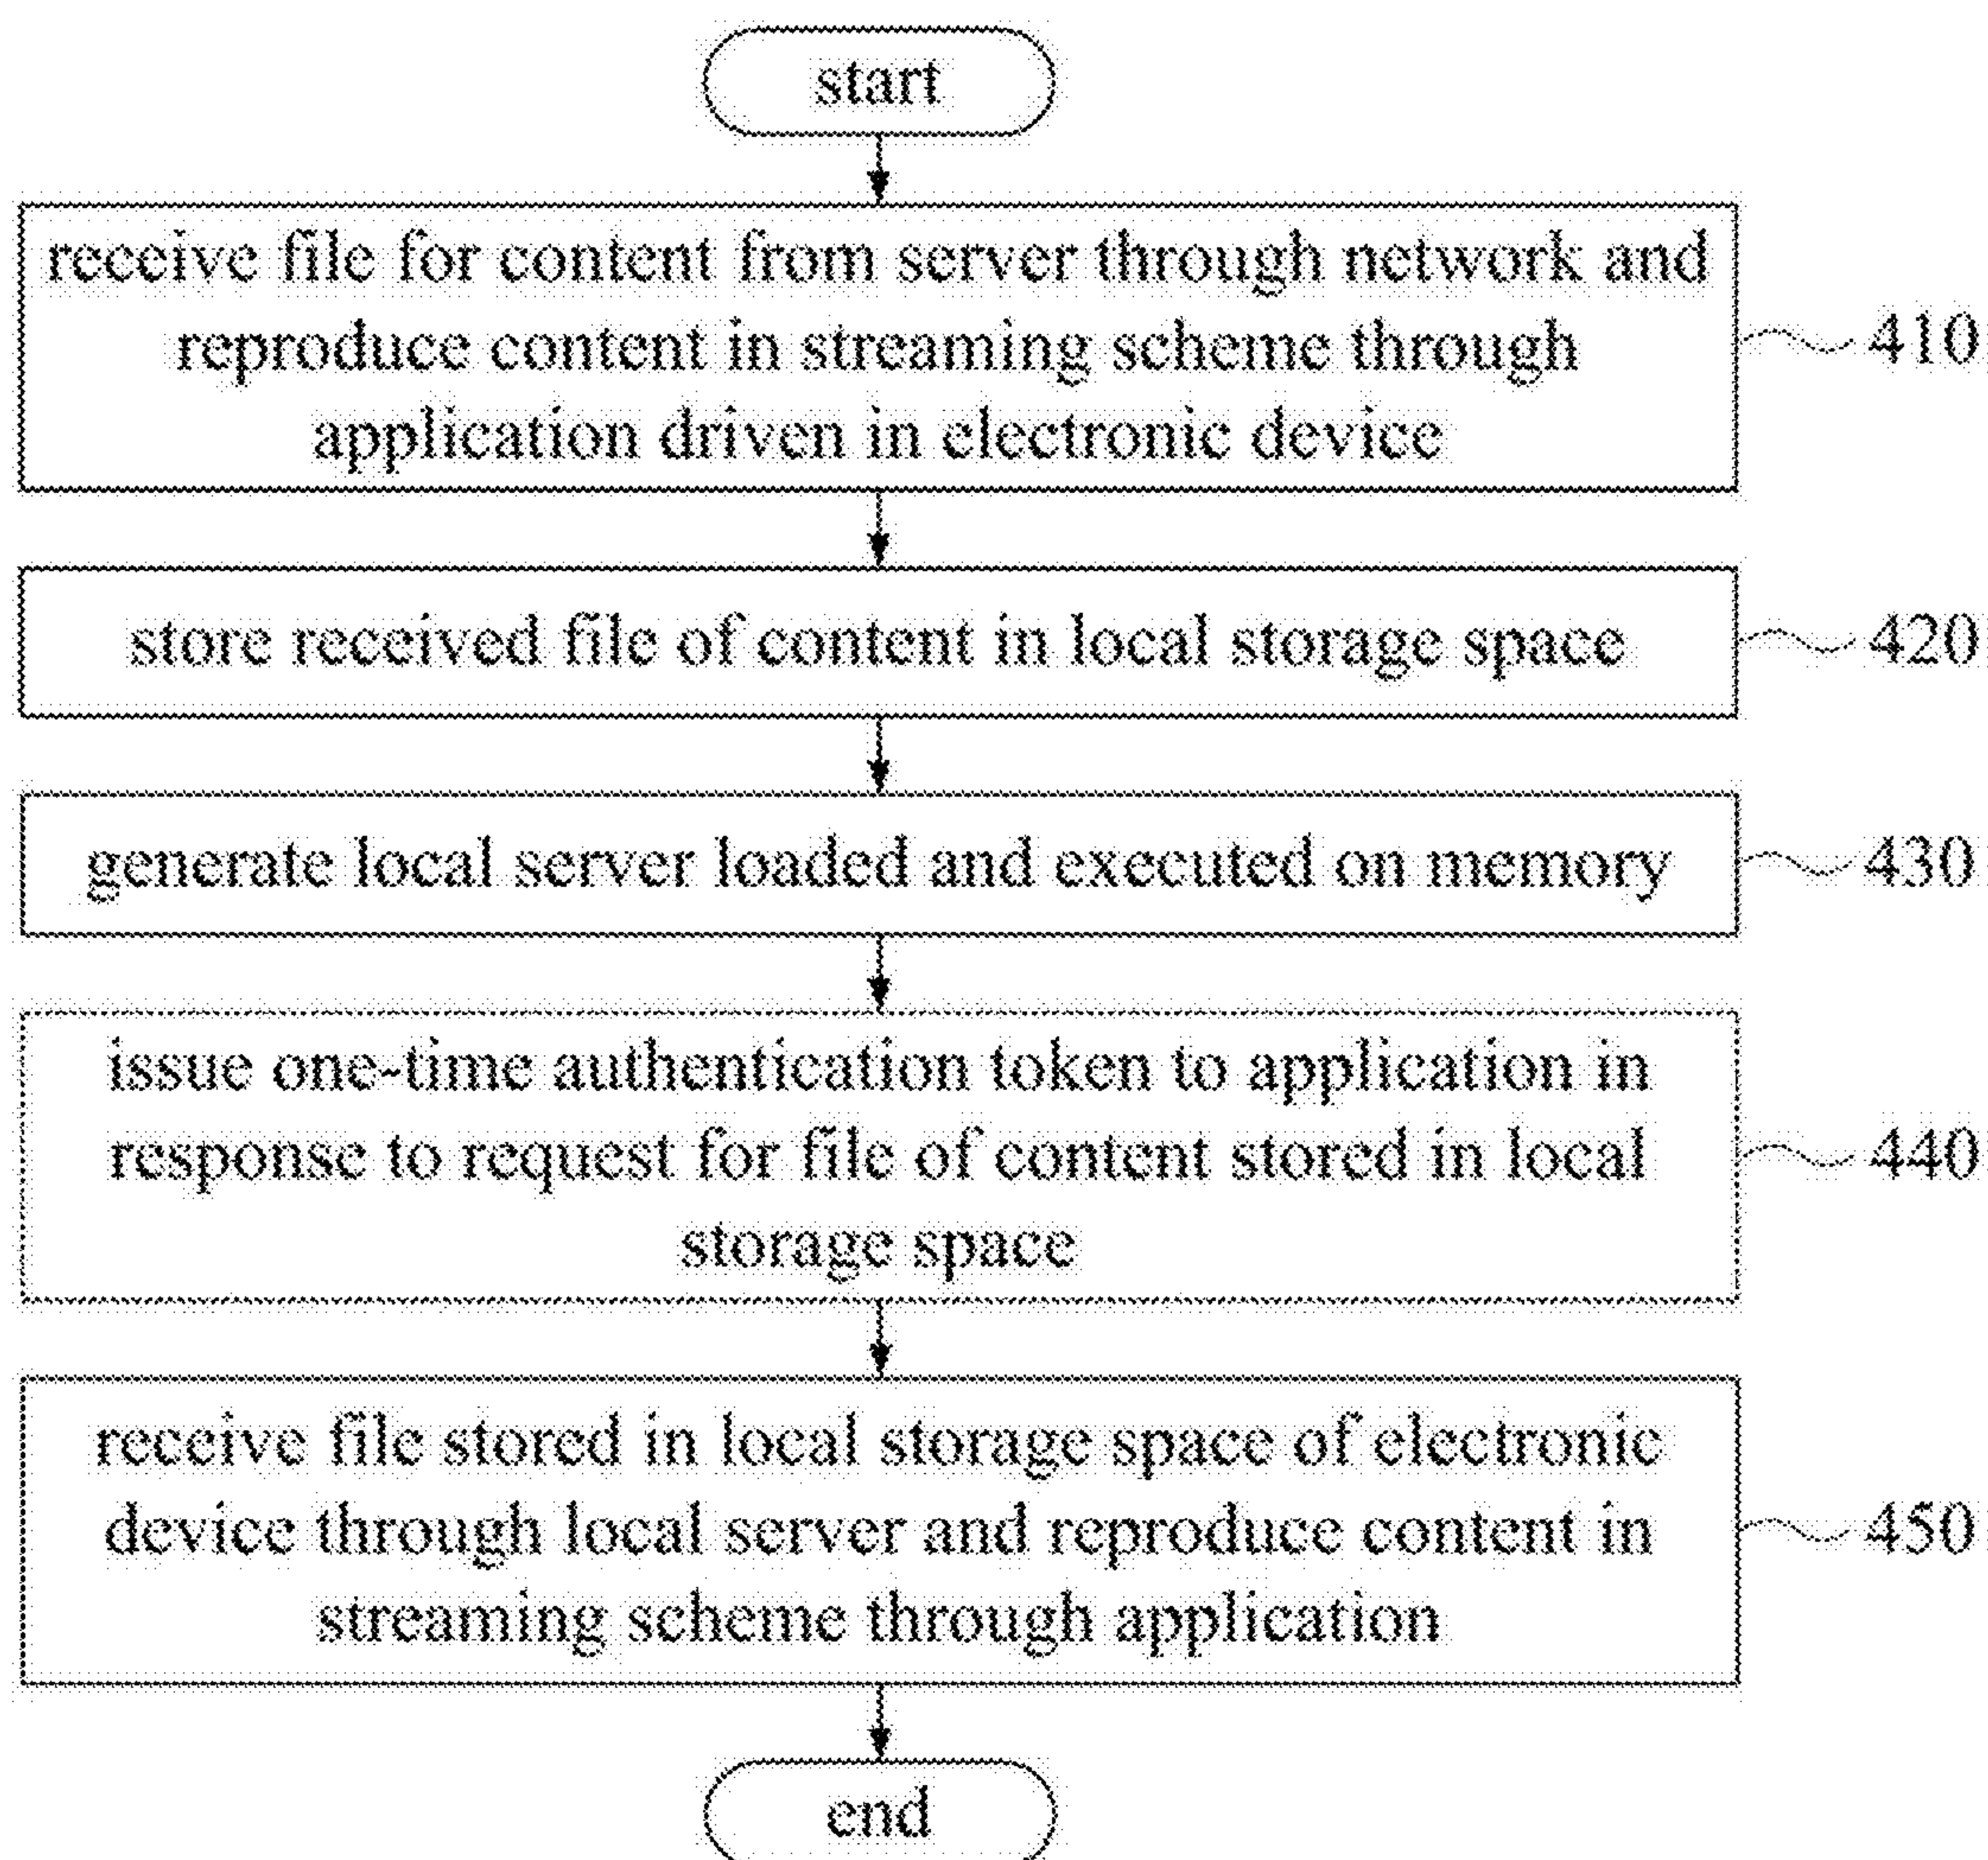 start
receive file for content from server through network and
reproduce content in streaming scheme through
application driven in electronic device
410
store received file of content in local storage space
420
generate local server loaded and executed on memory
430
issue one-time authentication token to application in
response to request for file of content stored in local
storage space
440
receive file stored in local storage space of electronic
device through local server and reproduce content in
streaming scheme through application
450
end